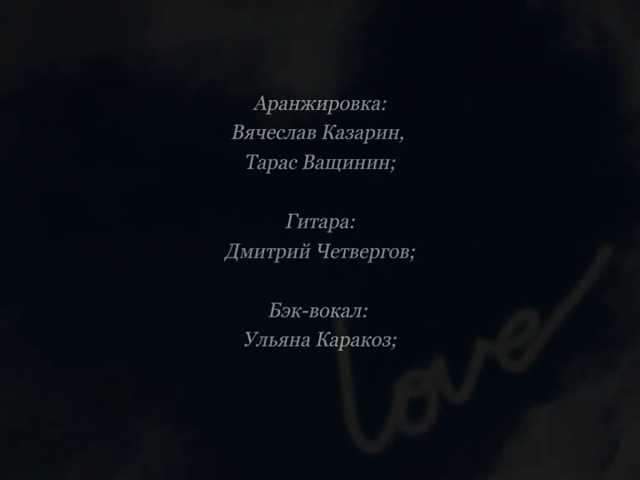 Аранжировка:
Вячеслав Казарин,
Тарас Ващинин;
Гитара:
Дмитрий Четвергов;
Бэк-вокал:
Ульяна Каракоз;
love